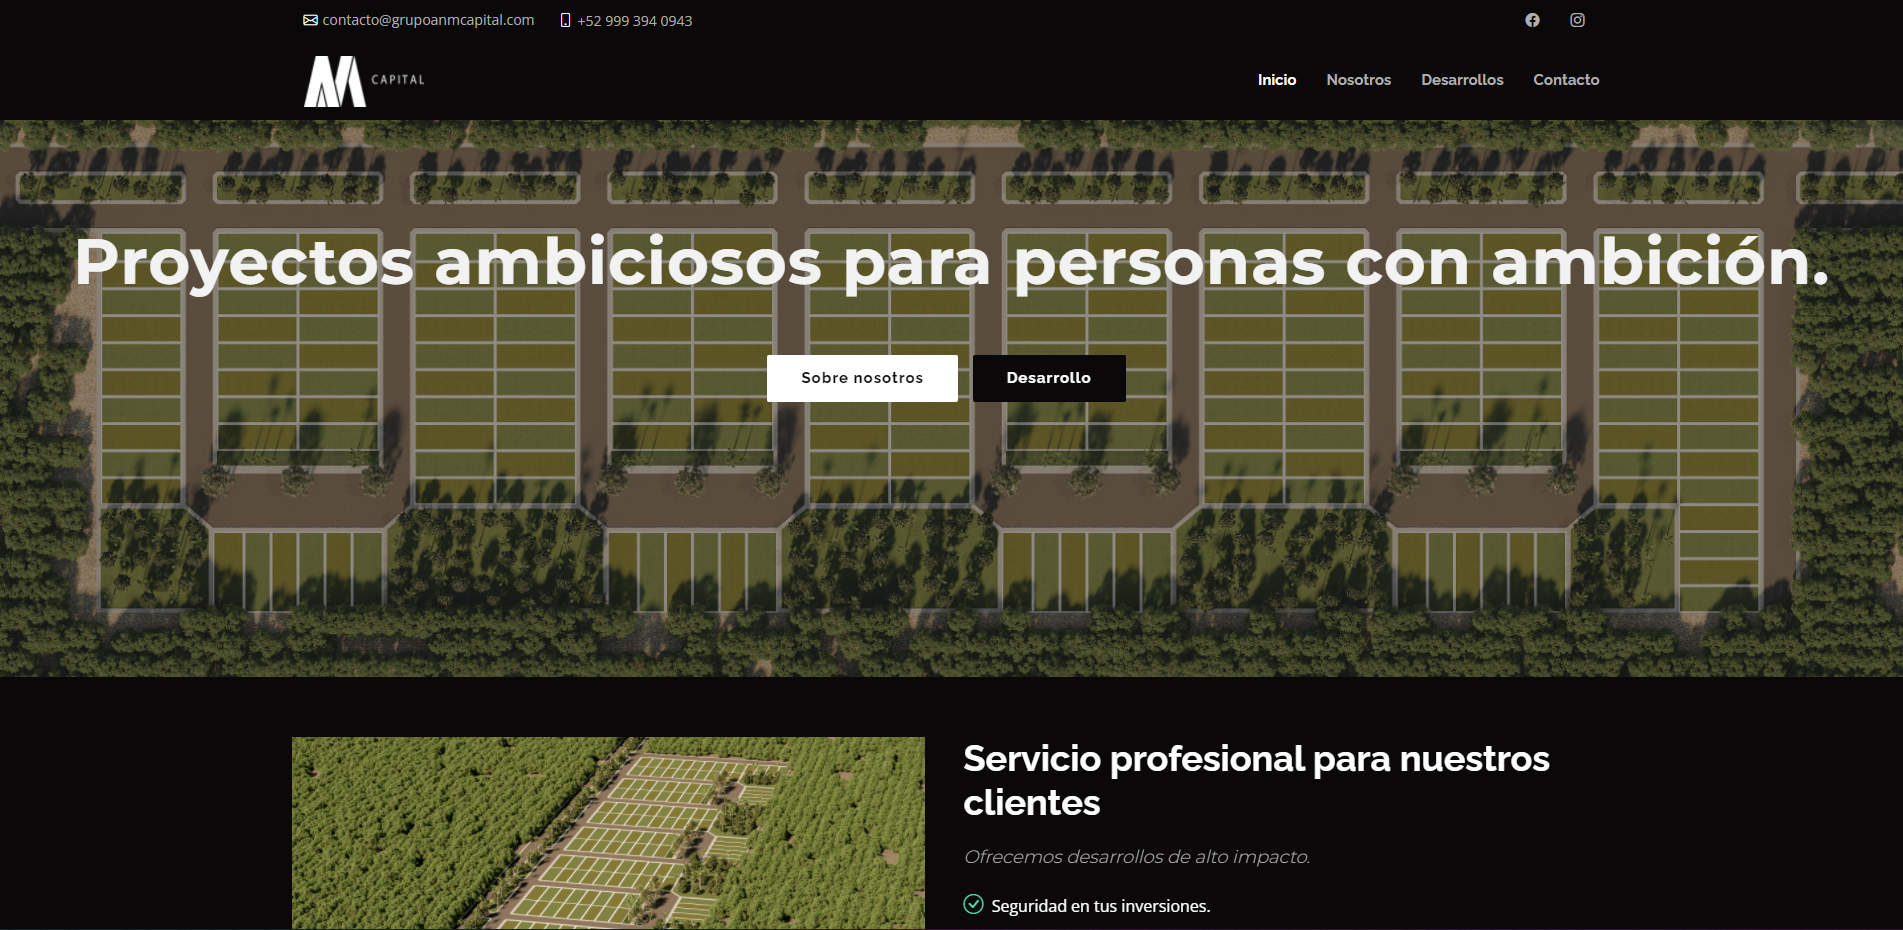 contacto@grupoanmcapital.com +52 999 394 0943
CAPITAL
Inicio Nosotros Desarrollos Contacto
Proyectos ambiciosos para personas con ambición.
Sobre nosotros Desarrollo
Servicio profesional para nuestros
clientes
Ofrecemos desarrollos de alto impacto.
Seguridad en tus inversiones.